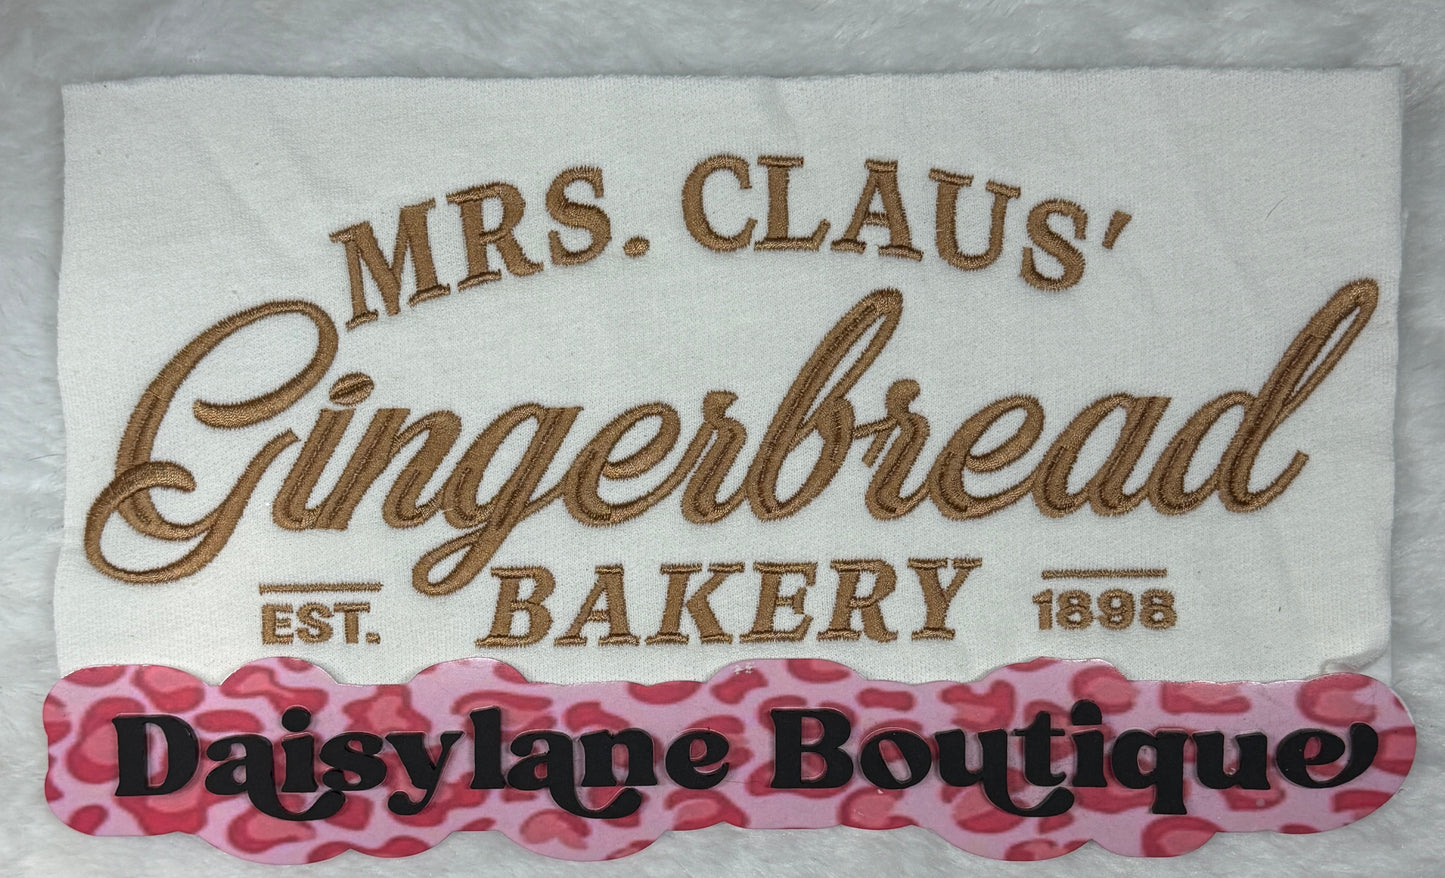 MRS. CLAUS'
Gingerbread
EST. BAKERY 1898
Daisylane Boutique